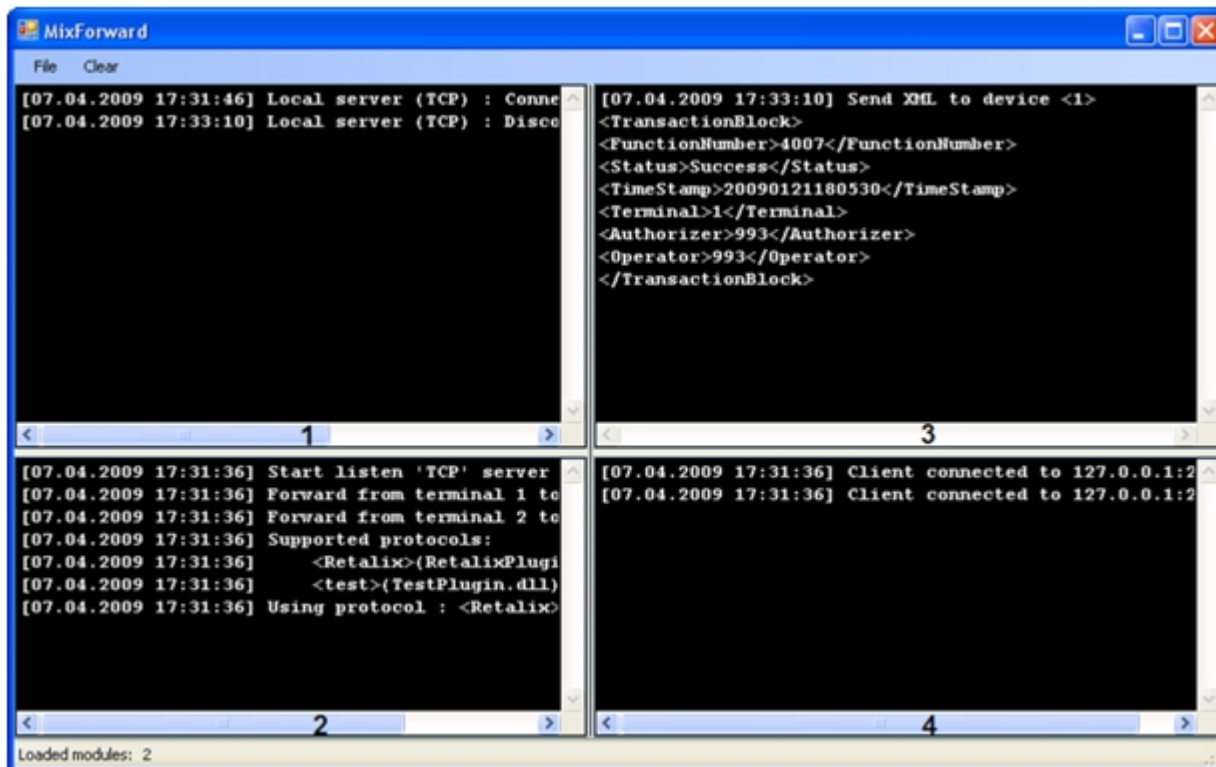 MixForward
File Clear
[07.04.2009 17:31:46] Local server (TCP) : Conne
[07.04.2009 17:33:10] Local server (TCP) : Disco
1
[07.04.2009 17:33:10] Send XML to device <1>
<TransactionBlock>
<FunctionNumber>4007</FunctionNumber>
<Status>Success</Status>
<TimeStamp>20090121180530</TimeStamp>
<Terminal>1</Terminal>
<Authorizer>993</Authorizer>
<Operator>993</Operator>
</TransactionBlock>
3
[07.04.2009 17:31:36] Start listen 'TCP' server
[07.04.2009 17:31:36] Forward from terminal 1 to
[07.04.2009 17:31:36] Forward from terminal 2 to
[07.04.2009 17:31:36] Supported protocols:
[07.04.2009 17:31:36] <Retalix>(RetalixPlugi
[07.04.2009 17:31:36] <test>(TestPlugin.dll)
[07.04.2009 17:31:36] Using protocol : <Retalix>
2
[07.04.2009 17:31:36] Client connected to 127.0.0.1:2
[07.04.2009 17:31:36] Client connected to 127.0.0.1:2
4
Loaded modules: 2